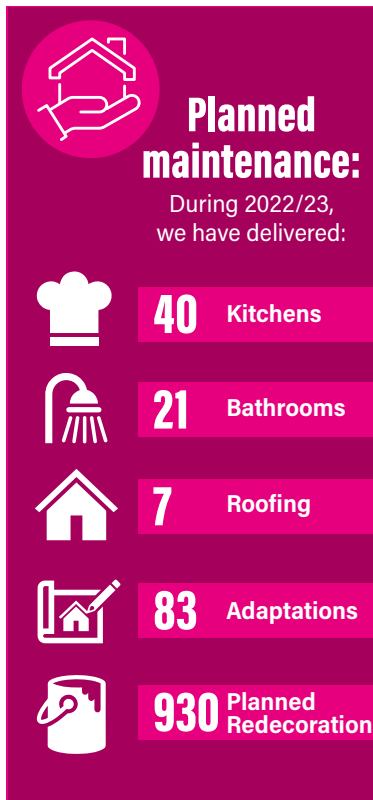 Planned
maintenance:
During 2022/23,
we have delivered:
40 Kitchens
21 Bathrooms
7 Roofing
83 Adaptations
930 Planned
Redecoration